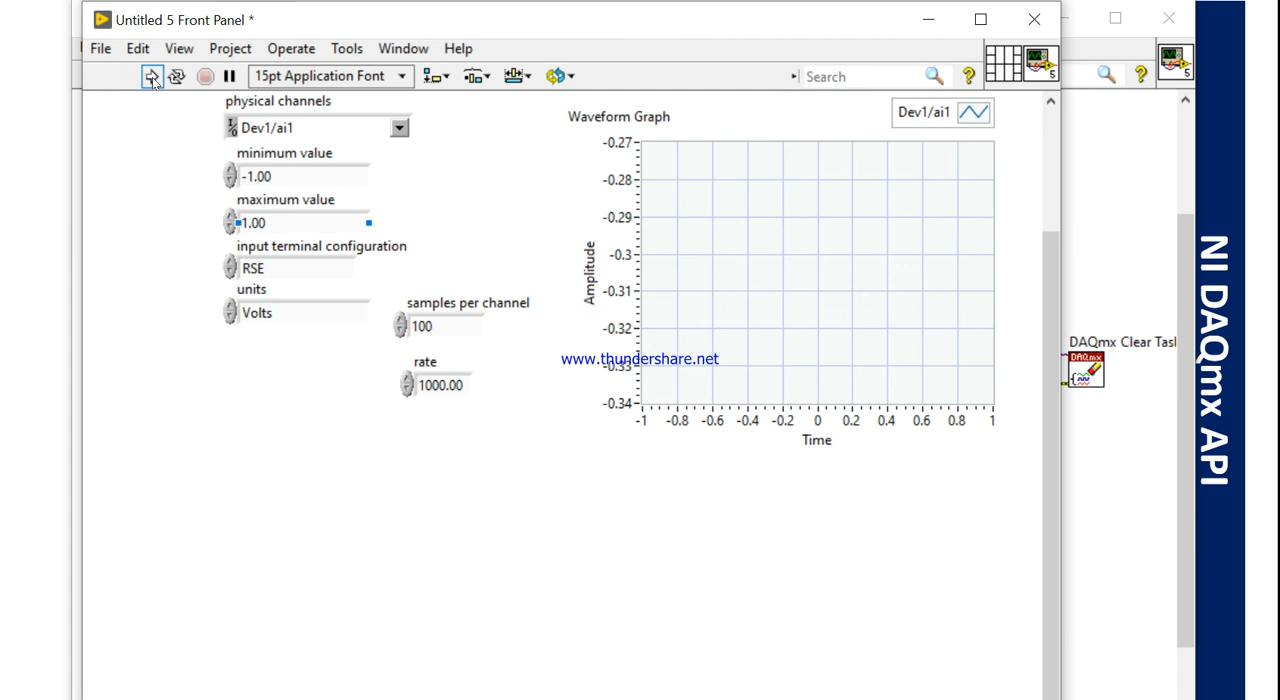 Untitled 5 Front Panel *
File Edit View Project Operate Tools Window Help
15pt Application Font
Search
5
5
physical channels
Dev1/ai1
minimum value
-1.00
maximum value
1.00
input terminal configuration
RSE
units
Volts
samples per channel
100
rate
1000.00
Waveform Graph
Dev1/ai1
Amplitude
-0.27
-0.28
-0.29
-0.3
-0.31
-0.32
-0.33
-0.34
-1 -0.8 -0.6 -0.4 -0.2 0 0.2 0.4 0.6 0.8 1
Time
www.thundershare.net
DAQmx Clear Tas
DAQmx
NI DAQmx API